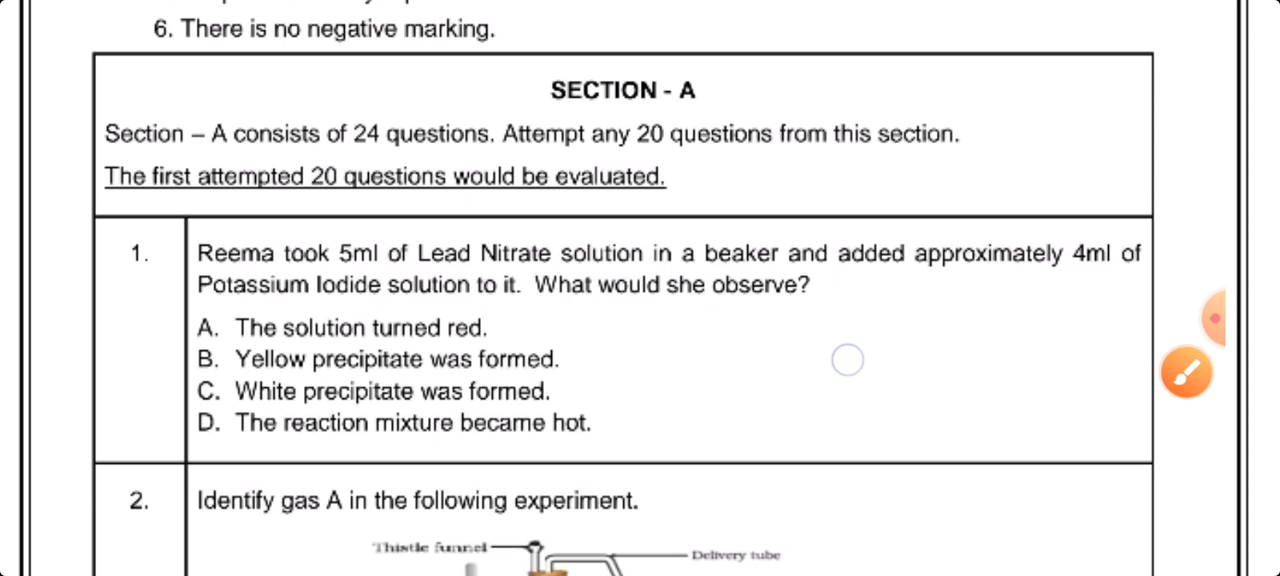 6. There is no negative marking.
SECTION - A
Section – A consists of 24 questions. Attempt any 20 questions from this section.
The first attempted 20 questions would be evaluated.
1. Reema took 5ml of Lead Nitrate solution in a beaker and added approximately 4ml of
Potassium Iodide solution to it. What would she observe?
A. The solution turned red.
B. Yellow precipitate was formed.
C. White precipitate was formed.
D. The reaction mixture became hot.
2. Identify gas A in the following experiment.
Thistle funnel
Delivery tube